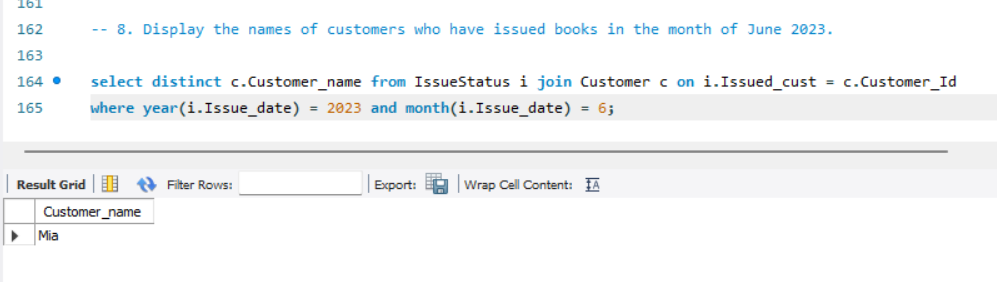 161
162 -- 8. Display the names of customers who have issued books in the month of June 2023.
163
164 select distinct c.Customer_name from IssueStatus i join Customer c on i.Issued_cust = c.Customer_Id
165 where year(i.Issue_date) = 2023 and month(i.Issue_date) = 6;
Result Grid Filter Rows: Export: Wrap Cell Content: IA
Customer_name
Mia